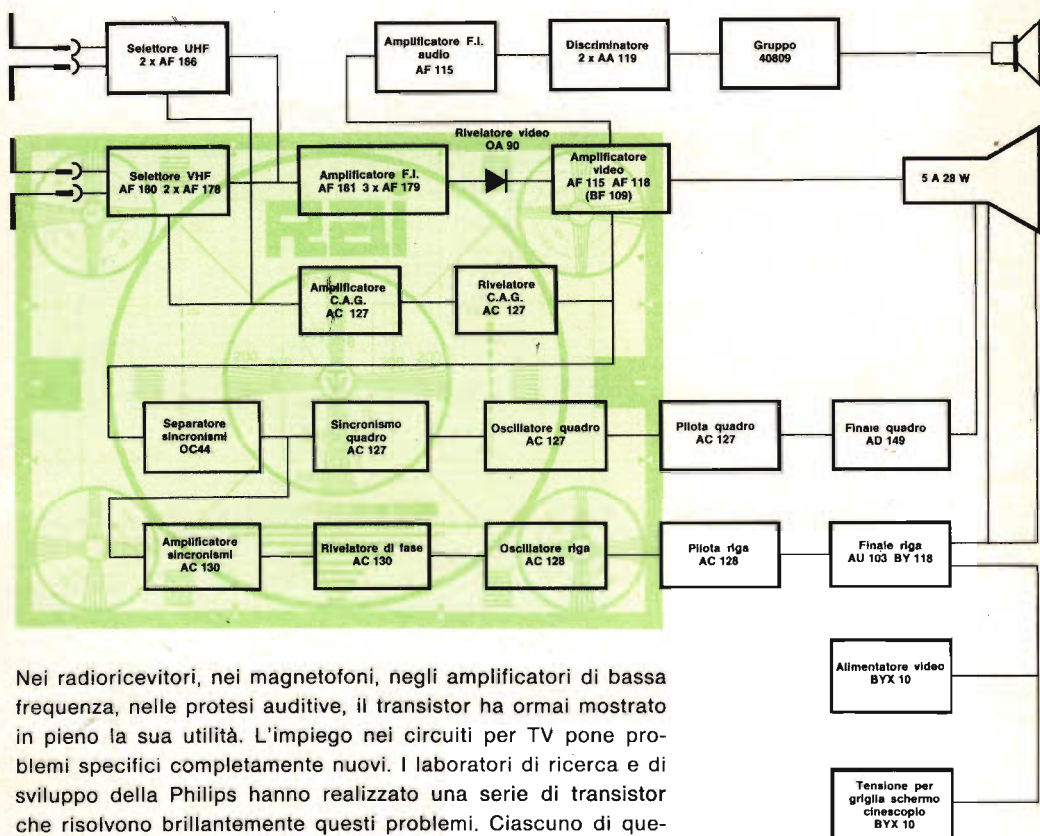 Selettore UHF
2 x AF 186
Amplificatore F.I.
audio
AF 115
Discriminatore
2 x AA 119
Gruppo
40809
Selettore VHF
AF 180 2 x AF 178
Amplificatore F.I.
AF 181 3 x AF 179
Rivelatore video
OA 90
Amplificatore
video
AF 115 AF 118
(BF 109)
5 A 28 W
RAI
Amplificatore
C.A.G.
AC 127
Rivelatore
C.A.G.
AC 127
Separatore
sincronismi
OC44
Sincronismo
quadro
AC 127
Oscillatore quadro
AC 127
Pilota quadro
AC 127
Finale quadro
AD 149
Amplificatore
sincronismi
AC 130
Rivelatore di fase
AC 130
Oscillatore riga
AC 128
Pilota riga
AC 128
Finale riga
AU 103 BY 118
Alimentatore video
BYX 10
Tensione per
griglia schermo
cinescopio
BYX 10
Nei radioricevitori, nei magnetofoni, negli amplificatori di bassa
frequenza, nelle protesi auditive, il transistor ha ormai mostrato
in pieno la sua utilità. L'impiego nei circuiti per TV pone pro-
blemi specifici completamente nuovi. I laboratori di ricerca e di
sviluppo della Philips hanno realizzato una serie di transistor
che risolvono brillantemente questi problemi. Ciascuno di que-